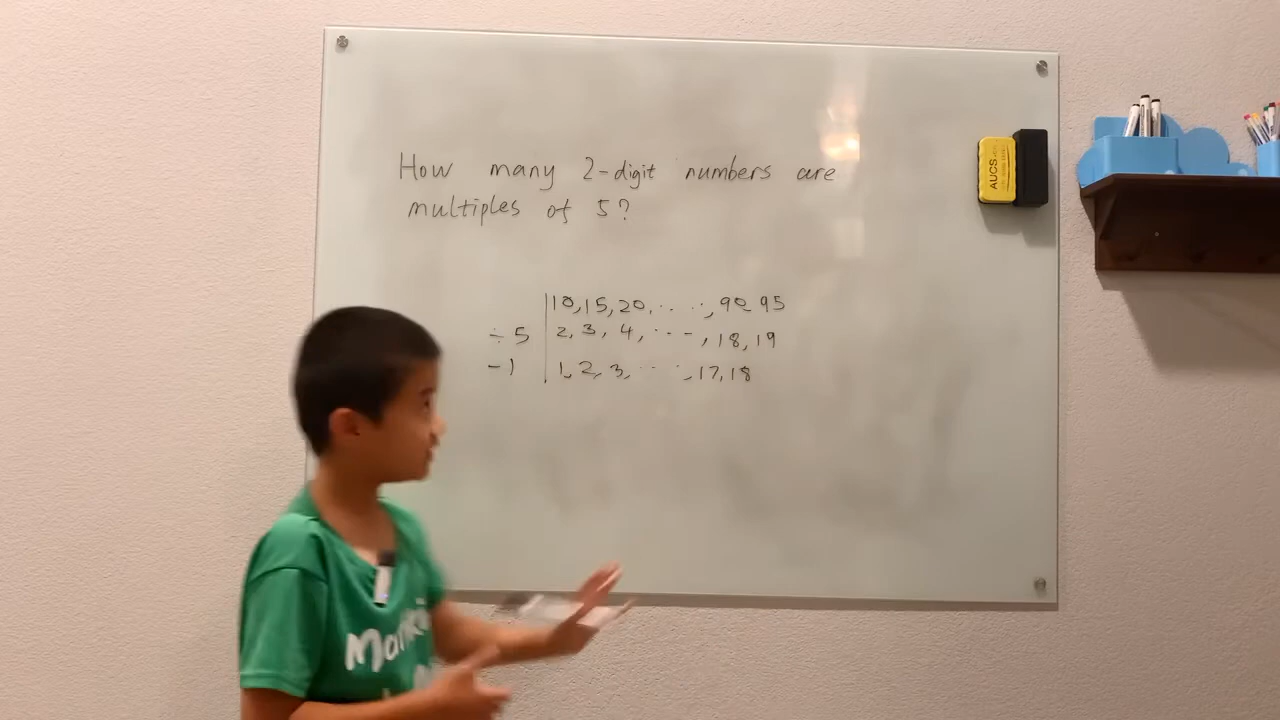 How many 2-digit numbers are
multiples of 5?
10, 15, 20, . . . ., 90 95
÷ 5 2, 3, 4, . . . -, 18, 19
- 1 1, 2, 3, . . . ., 17, 18
AUCS